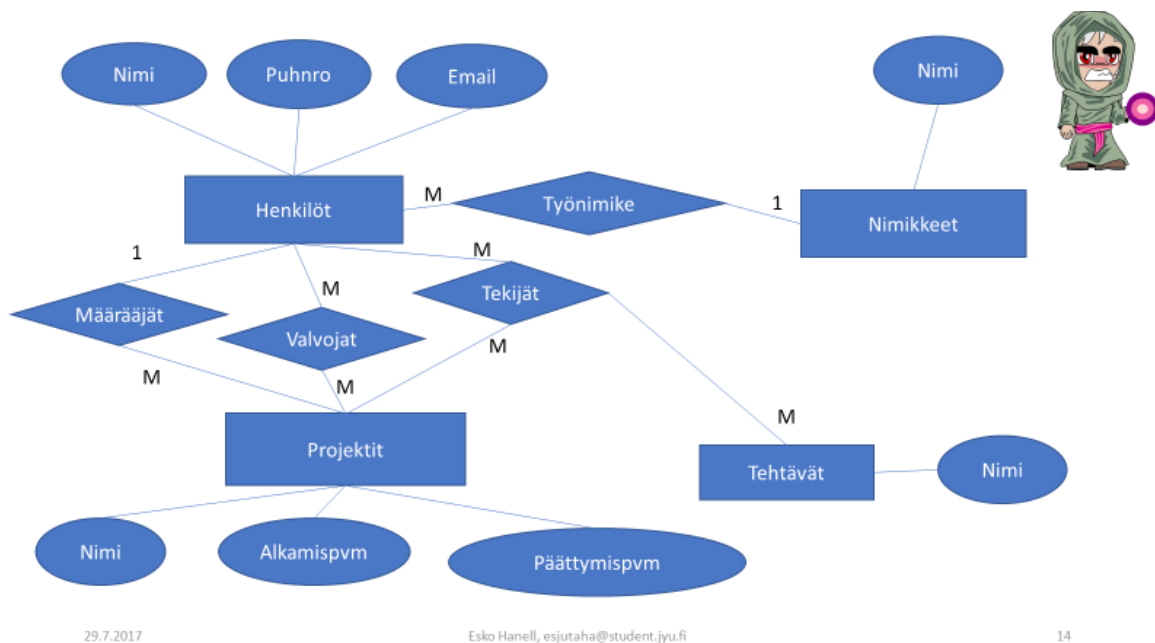 Nimi
Puhnro
Email
Nimi
Henkilöt
M
Työnimike
1
Nimikkeet
1
M
M
Määrääjät
Valvojat
Tekijät
M
M
M
M
Projektit
Tehtävät
Nimi
Nimi
Alkamispvm
Päättymispvm
29.7.2017
Esko Hanell, esjutaha@student.jyu.fi
14